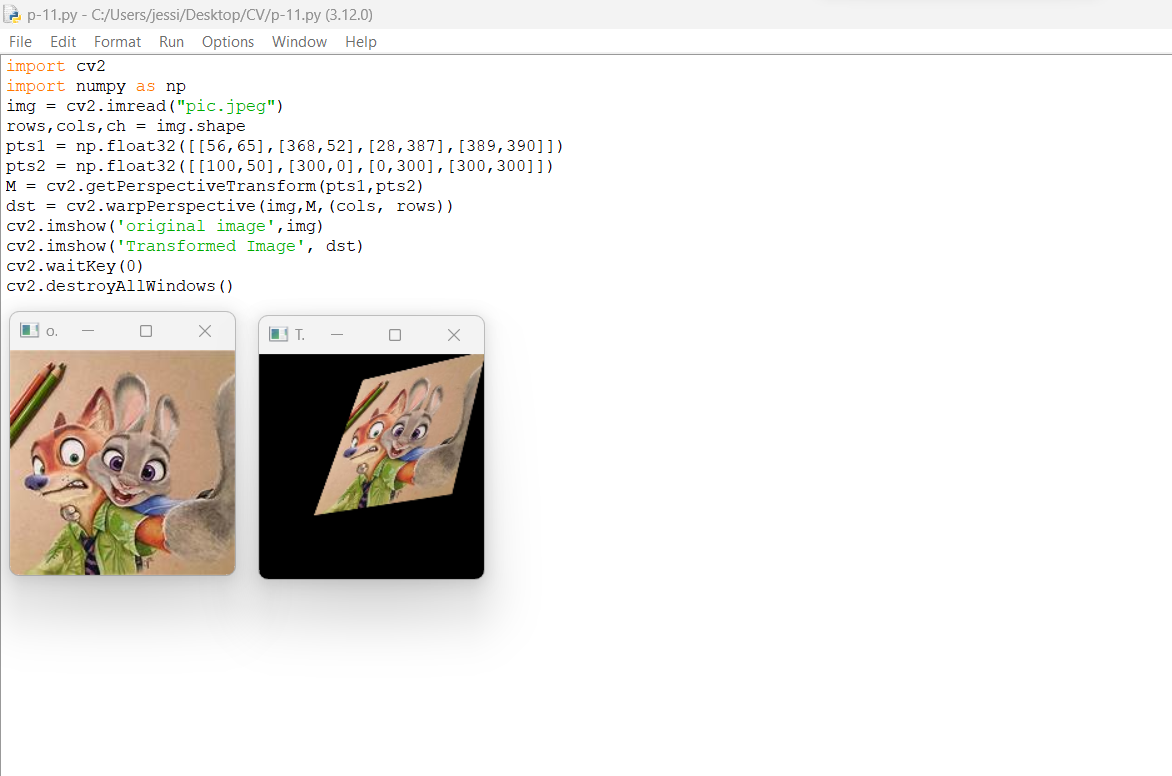 p-11.py - C:/Users/jessi/Desktop/CV/p-11.py (3.12.0)
File Edit Format Run Options Window Help
import cv2
import numpy as np
img = cv2.imread("pic.jpeg")
rows,cols,ch = img.shape
pts1 = np.float32([[56,65],[368,52],[28,387],[389,390]])
pts2 = np.float32([[100,50],[300,0],[0,300],[300,300]])
M = cv2.getPerspectiveTransform(pts1,pts2)
dst = cv2.warpPerspective(img,M,(cols, rows))
cv2.imshow('original image',img)
cv2.imshow('Transformed Image', dst)
cv2.waitKey(0)
cv2.destroyAllWindows()
o.
T.